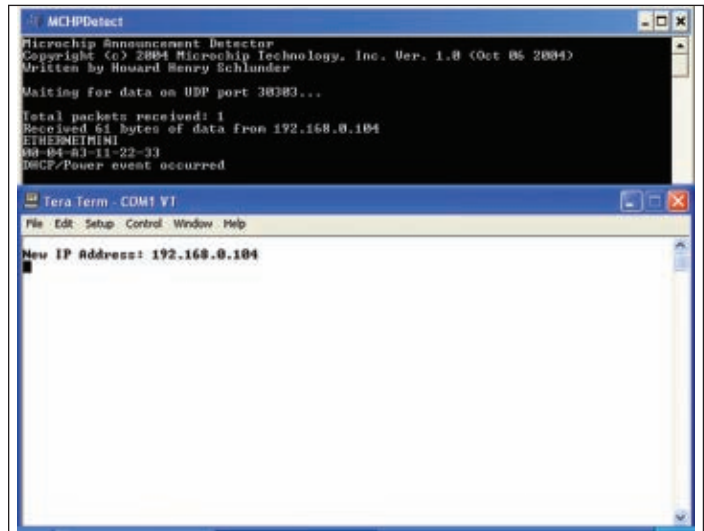 MCHPDetect
Microchip Announcement Detector
Copyright (c) 2004 Microchip Technology, Inc. Ver. 1.0 (Oct 06 2004)
Written by Howard Henry Schlunder
Waiting for data on UDP port 30303...
Total packets received: 1
Received 61 bytes of data from 192.168.0.104
ETHERNETMINI
00-04-A3-11-22-33
DHCP/Power event occurred
Tera Term - COM1 VT
File Edit Setup Control Window Help
New IP Address: 192.168.0.104